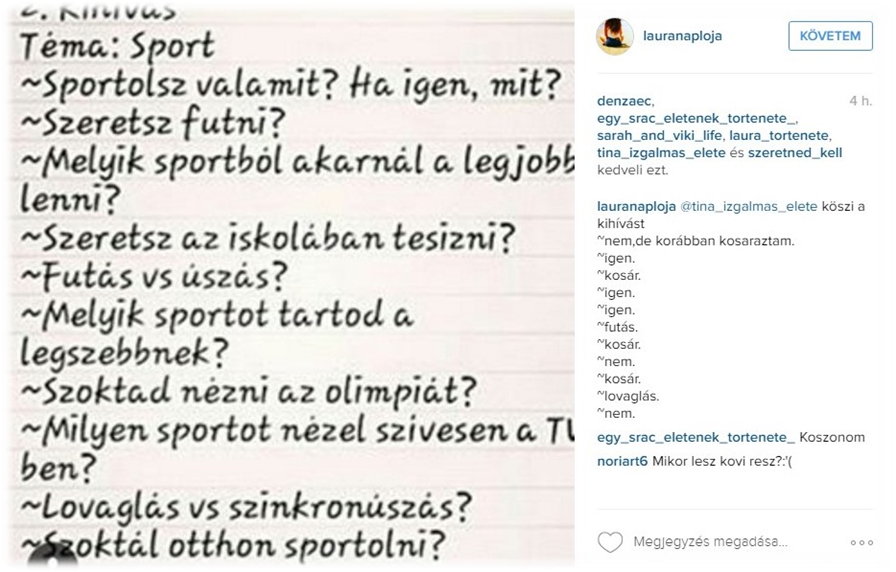 2. kihívás
Téma: Sport
~Sportolsz valamit? Ha igen, mit?
~Szeretsz futni?
~Melyik sportból akarnál a legjobb
lenni?
~Szeretsz az iskolában tesizni?
~Futás vs úszás?
~Melyik sportot tartod a
legszebbnek?
~Szoktad nézni az olimpiát?
~Milyen sportot nézel szívesen a TV
ben?
~Lovaglás vs szinkronúszás?
~Szoktál otthon sportolni?
lauranaploja
KÖVETEM
denzaec, 4 h.
egy_srac_eletenek_tortenete_,
sarah_and_viki_life, laura_tortenete,
tina_izgalmas_elete és szeretned_kell
kedveli ezt.
lauranaploja @tina_izgalmas_elete köszi a
kihívást
~nem,de korábban kosaraztam.
~igen.
~kosár.
~igen.
~igen.
~futás.
~kosár.
~nem.
~kosár.
~lovaglás.
~nem.
egy_srac_eletenek_tortenete_ Koszonom
noriart6 Mikor lesz kovi resz?:'(
Megjegyzés megadása...